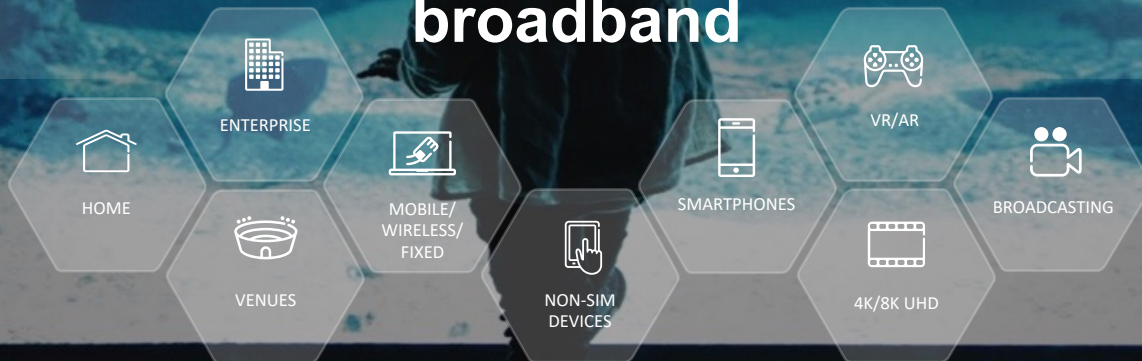 broadband
ENTERPRISE
VR/AR
HOME
MOBILE/
WIRELESS/
FIXED
SMARTPHONES
BROADCASTING
VENUES
NON-SIM
DEVICES
4K/8K UHD